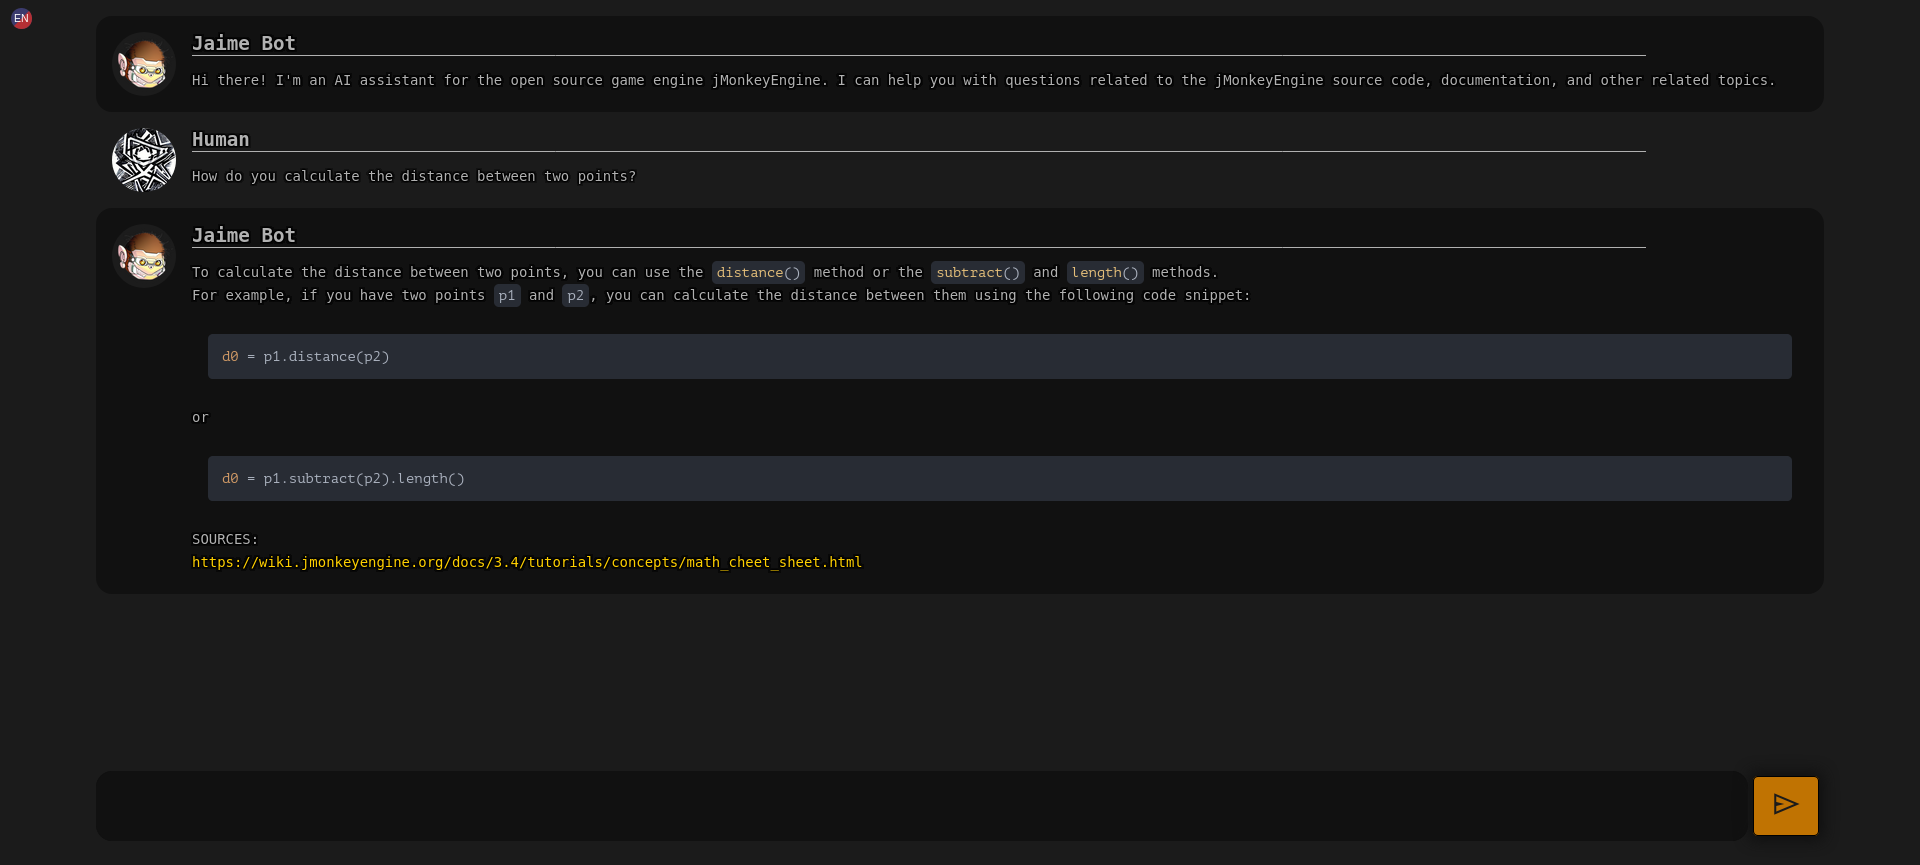 EN
Jaime Bot
Hi there! I'm an AI assistant for the open source game engine jMonkeyEngine. I can help you with questions related to the jMonkeyEngine source code, documentation, and other related topics.
Human
How do you calculate the distance between two points?
Jaime Bot
To calculate the distance between two points, you can use the distance() method or the subtract() and length() methods.
For example, if you have two points p1 and p2, you can calculate the distance between them using the following code snippet:
d0 = p1.distance(p2)
or
d0 = p1.subtract(p2).length()
SOURCES:
https://wiki.jmonkeyengine.org/docs/3.4/tutorials/concepts/math_cheet_sheet.html